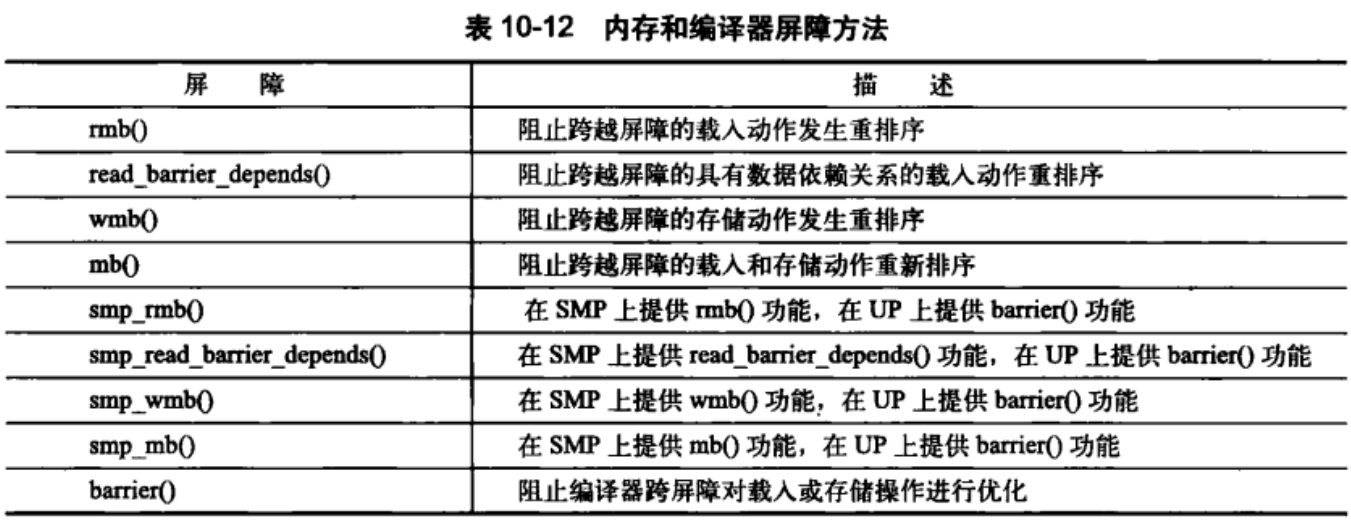 表 10-12 内存和编译器屏障方法
屏 障 描 述
rmb() 阻止跨越屏障的载入动作发生重排序
read_barrier_depends() 阻止跨越屏障的具有数据依赖关系的载入动作重排序
wmb() 阻止跨越屏障的存储动作发生重排序
mb() 阻止跨越屏障的载入和存储动作重新排序
smp_rmb() 在 SMP 上提供 rmb() 功能，在 UP 上提供 barrier() 功能
smp_read_barrier_depends() 在 SMP 上提供 read_barrier_depends() 功能，在 UP 上提供 barrier() 功能
smp_wmb() 在 SMP 上提供 wmb() 功能，在 UP 上提供 barrier() 功能
smp_mb() 在 SMP 上提供 mb() 功能，在 UP 上提供 barrier() 功能
barrier() 阻止编译器跨屏障对载入或存储操作进行优化